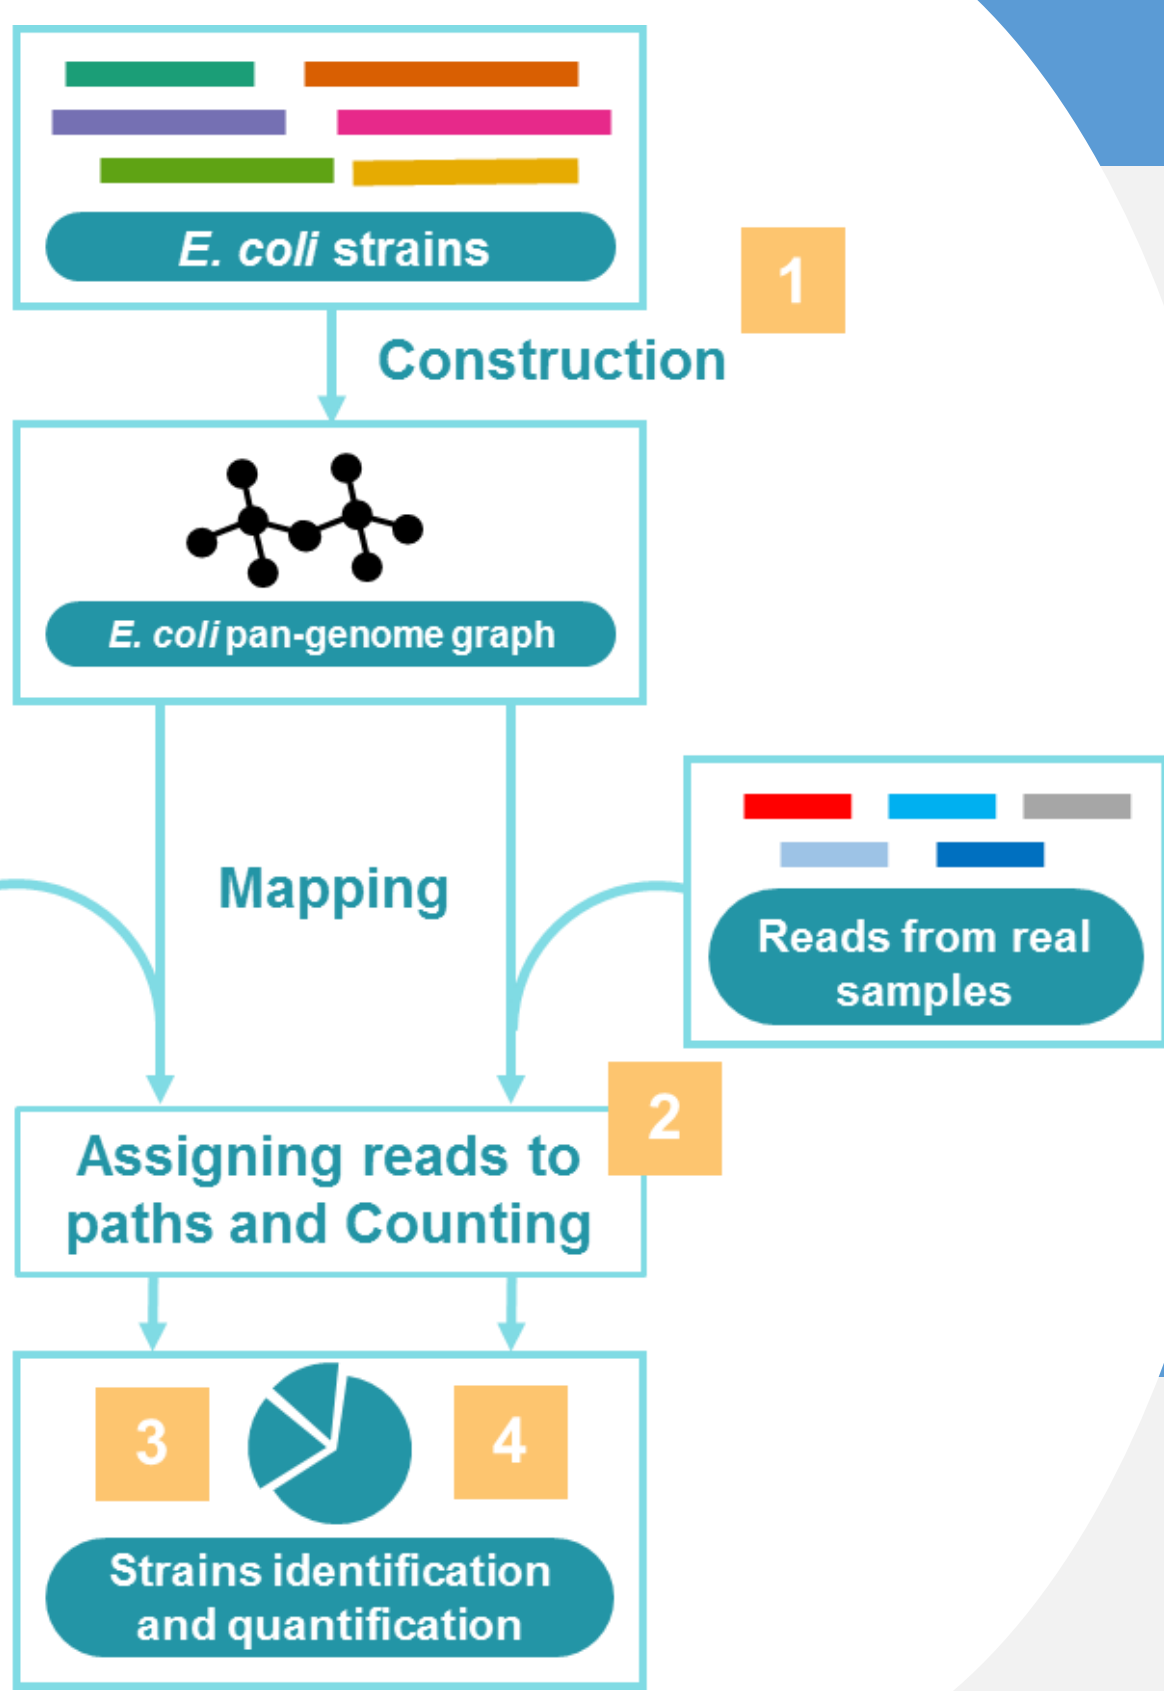 E. coli strains
1
Construction
E. coli pan-genome graph
Mapping
Reads from real
samples
2
Assigning reads to
paths and Counting
3
4
Strains identification
and quantification